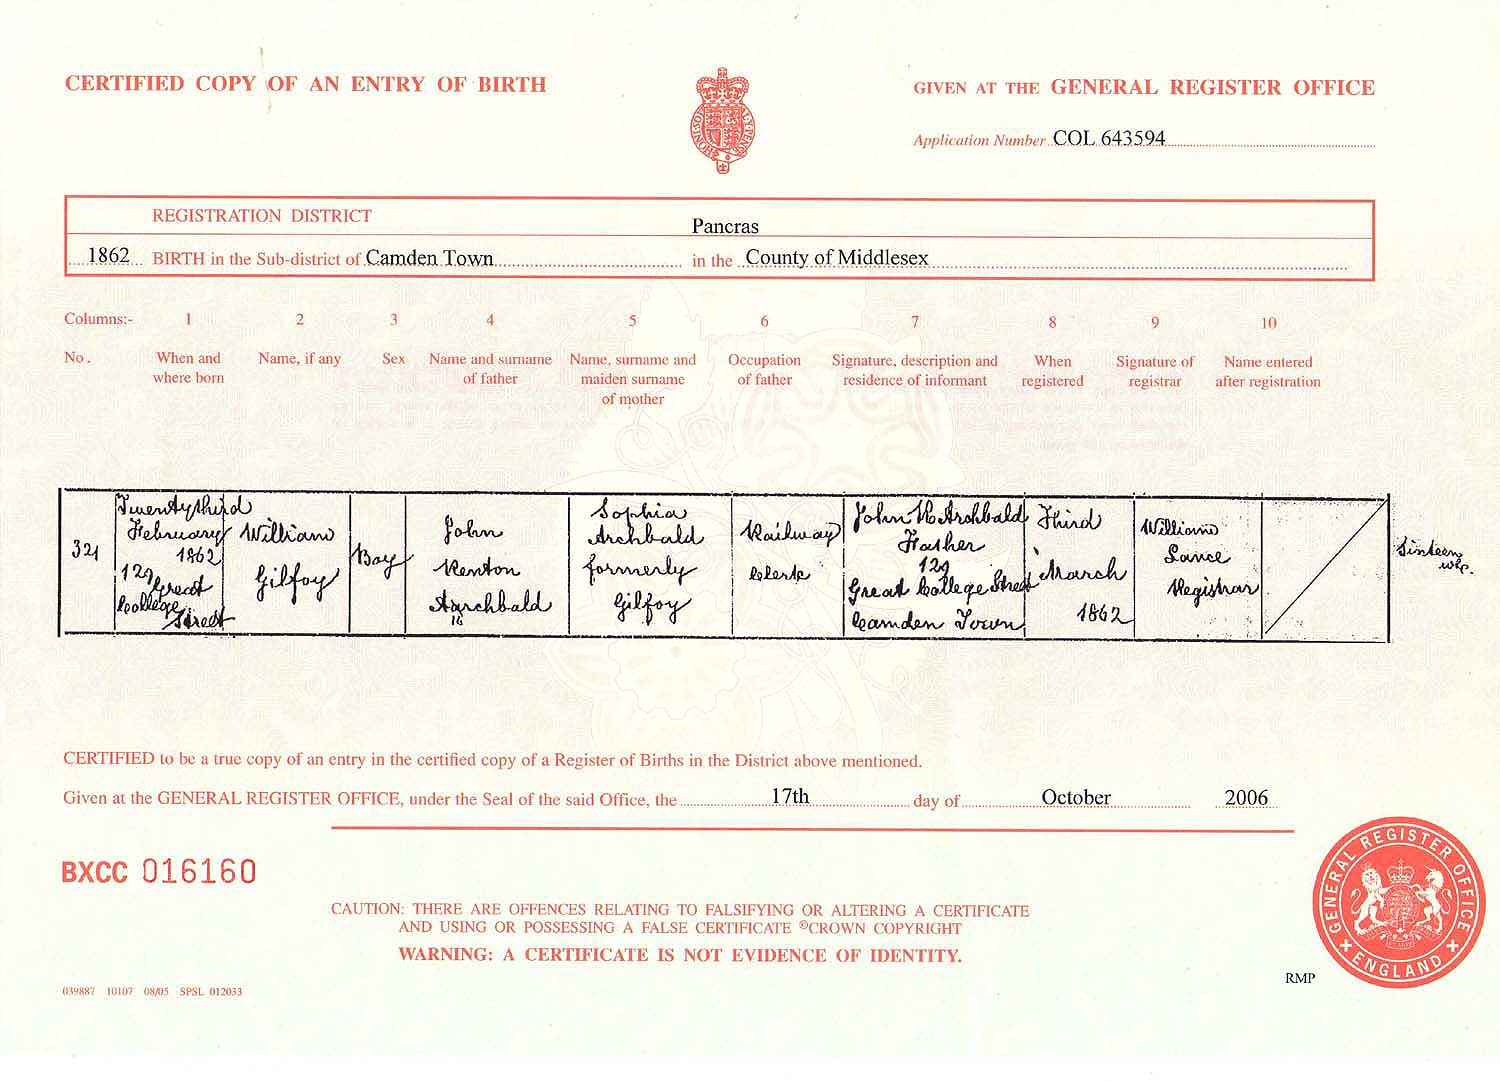 CERTIFIED COPY OF AN ENTRY OF BIRTH
GIVEN AT THE GENERAL REGISTER OFFICE
Application Number COL 643594
REGISTRATION DISTRICT
Pancras
1862 BIRTH in the Sub-district of Camden Town in the County of Middlesex
Columns:- 1 2 3 4 5 6 7 8 9 10
No. When and where born
Name, if any
Sex
Name and surname of father
Name, surname and maiden surname of mother
Occupation of father
Signature, description and residence of informant
When registered
Signature of registrar
Name entered after registration
321
Twenty third
February
1862
129 Great
College
Street
William
Gilfoy
Boy
John
Renton
Archbald
Sophia
Archbald
formerly
Gilfoy
Railway
Clerk
John R Archbald
Father
129
Great College Street
Camden Town
Third
March
1862
William
Lance
Registrar
CERTIFIED to be a true copy of an entry in the certified copy of a Register of Births in the District above mentioned.
Given at the GENERAL REGISTER OFFICE, under the Seal of the said Office, the 17th day of October 2006
BXCC 016160
CAUTION: THERE ARE OFFENCES RELATING TO FALSIFYING OR ALTERING A CERTIFICATE
AND USING OR POSSESSING A FALSE CERTIFICATE ©CROWN COPYRIGHT
WARNING: A CERTIFICATE IS NOT EVIDENCE OF IDENTITY.
039887 10107 08/05 SPSL 012033
RMP
GENERAL REGISTER OFFICE
ENGLAND